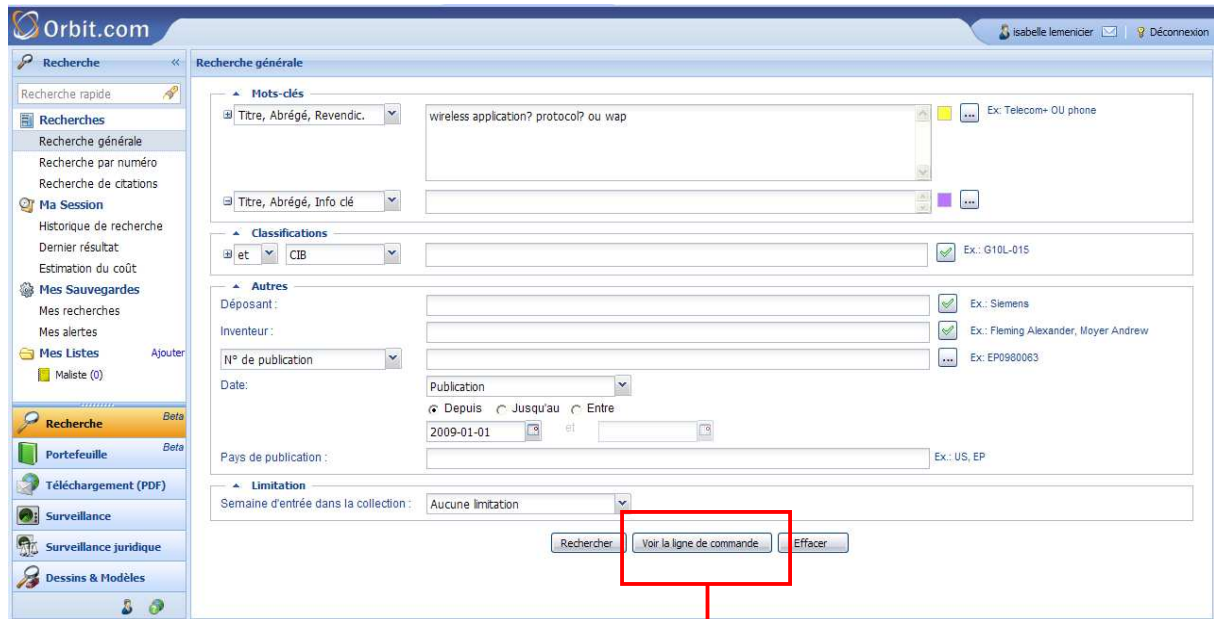 Orbit.com
isabelle lemenicier
Déconnexion
Recherche «
Recherche rapide
Recherches
Recherche générale
Recherche par numéro
Recherche de citations
Ma Session
Historique de recherche
Dernier résultat
Estimation du coût
Mes Sauvegardes
Mes recherches
Mes alertes
Mes Listes Ajouter
Maliste (0)
Recherche Beta
Portefeuille Beta
Téléchargement (PDF)
Surveillance
Surveillance juridique
Dessins & Modèles
Recherche générale
Mots-clés
Titre, Abrégé, Revendic. wireless application? protocol? ou wap ... Ex: Telecom+ OU phone
Titre, Abrégé, Info clé ...
Classifications
et CIB Ex.: G10L-015
Autres
Déposant : Ex.: Siemens
Inventeur : Ex.: Fleming Alexander, Moyer Andrew
N° de publication ... Ex: EP0980063
Date: Publication
Depuis Jusqu'au Entre
2009-01-01 et
Pays de publication : Ex.: US, EP
Limitation
Semaine d'entrée dans la collection : Aucune limitation
Rechercher Voir la ligne de commande Effacer